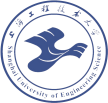 上海工程技术大学
Shanghai University of Engineering Science